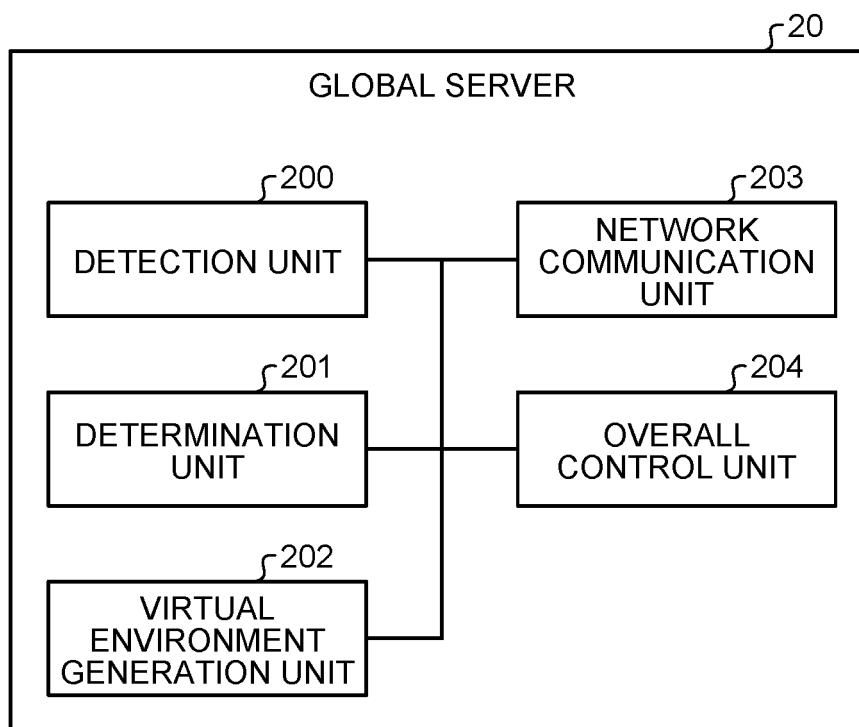 20
GLOBAL SERVER
200
DETECTION UNIT
203
NETWORK
COMMUNICATION
UNIT
201
DETERMINATION
UNIT
204
OVERALL
CONTROL UNIT
202
VIRTUAL
ENVIRONMENT
GENERATION UNIT